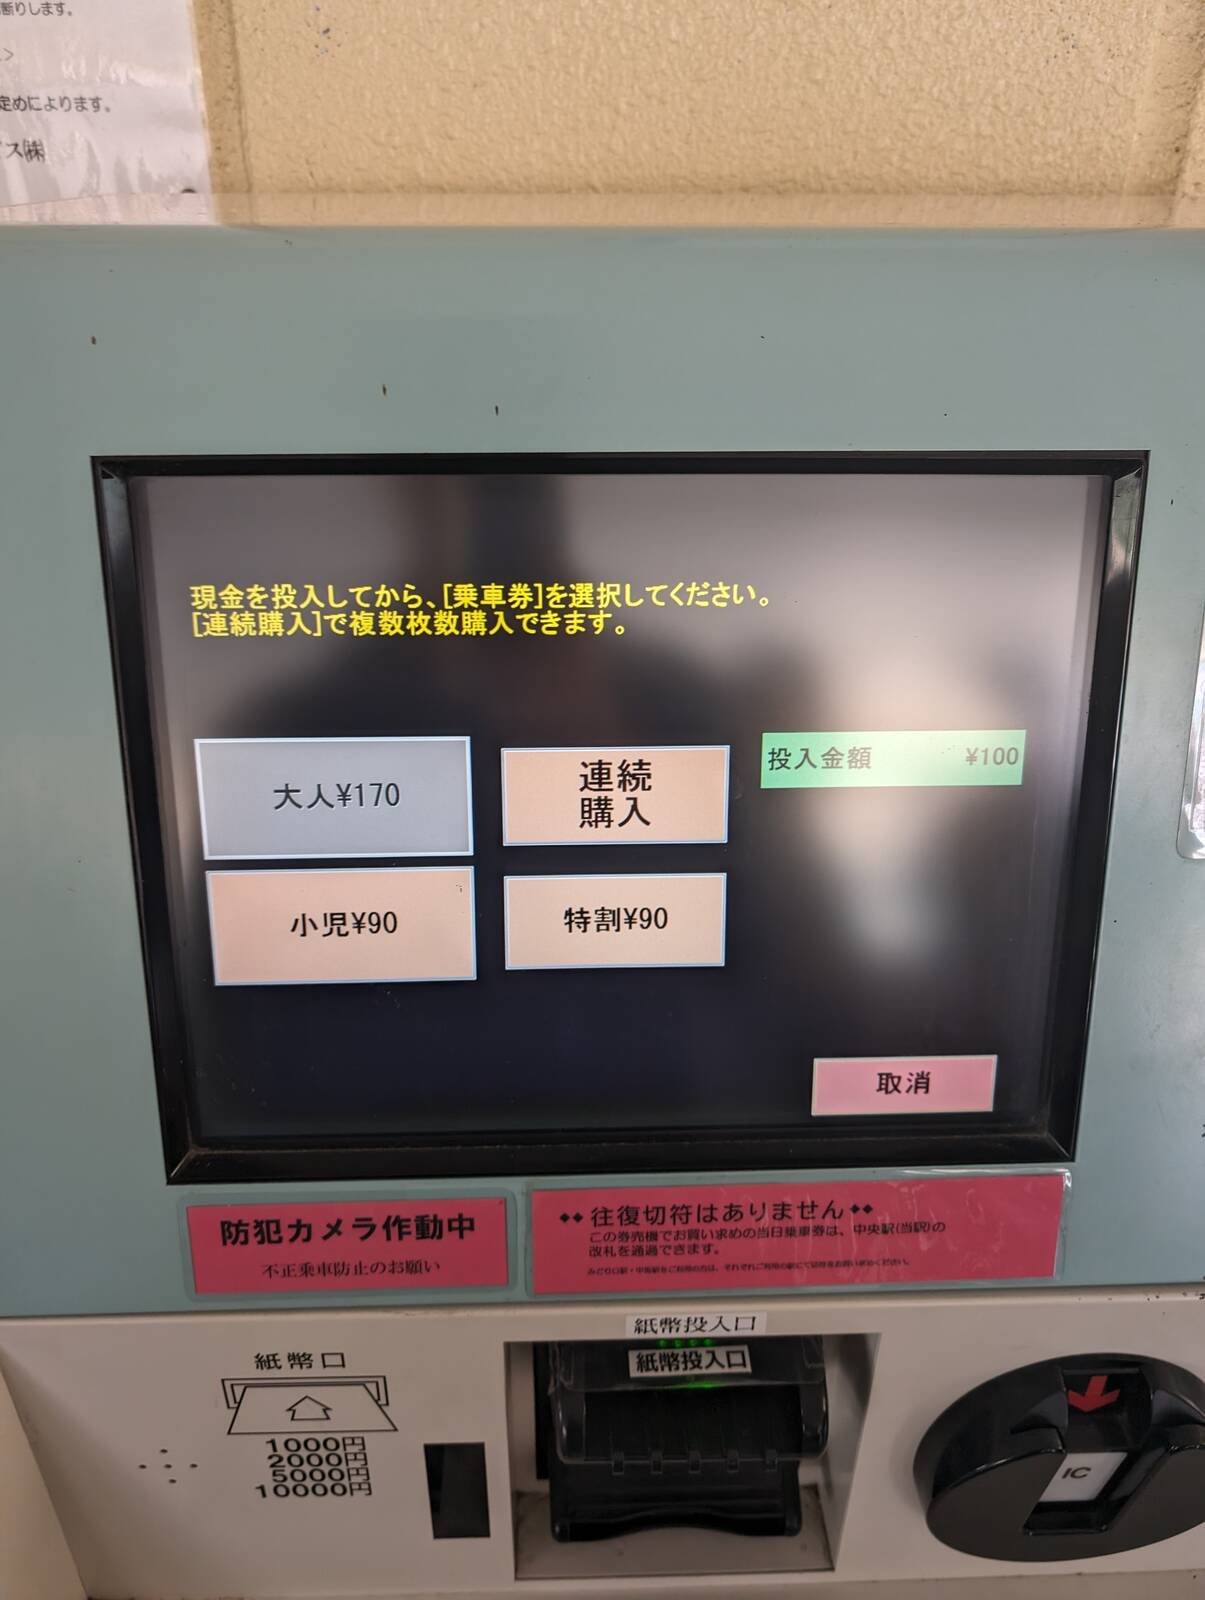 断りします。
定めによります。
ス㈱
現金を投入してから、[乗車券]を選択してください。
[連続購入]で複数枚数購入できます。
大人¥170
連続
購入
投入金額 ¥100
小児¥90
特割¥90
取消
防犯カメラ作動中
不正乗車防止のお願い
◆◆ 往復切符はありません ◆◆
この券売機でお買い求めの当日乗車券は、中央駅(当駅)の
改札を通過できます。
紙幣投入口
紙幣投入口
紙幣口
1000円
2000円
5000円
10000円
IC